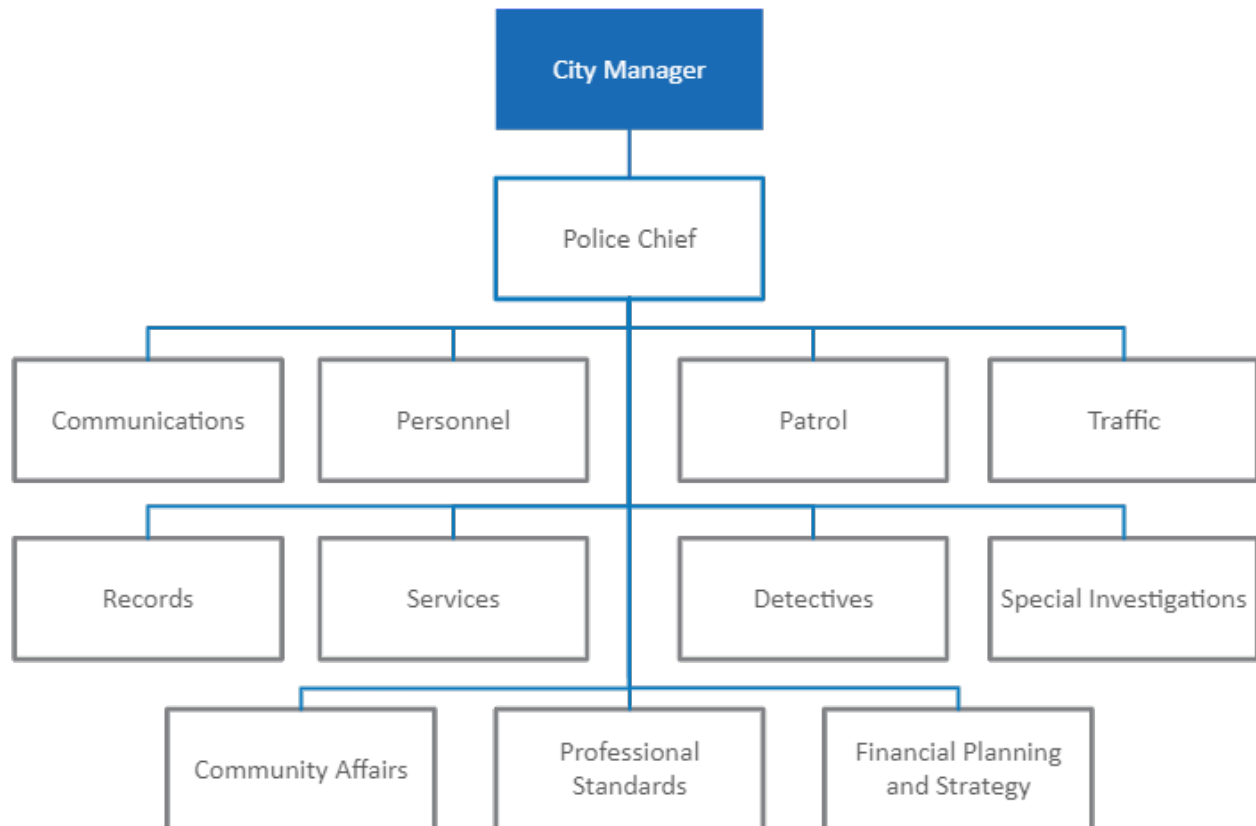 City Manager
Police Chief
Communications
Personnel
Patrol
Traffic
Records
Services
Detectives
Special Investigations
Community Affairs
Professional
Standards
Financial Planning
and Strategy